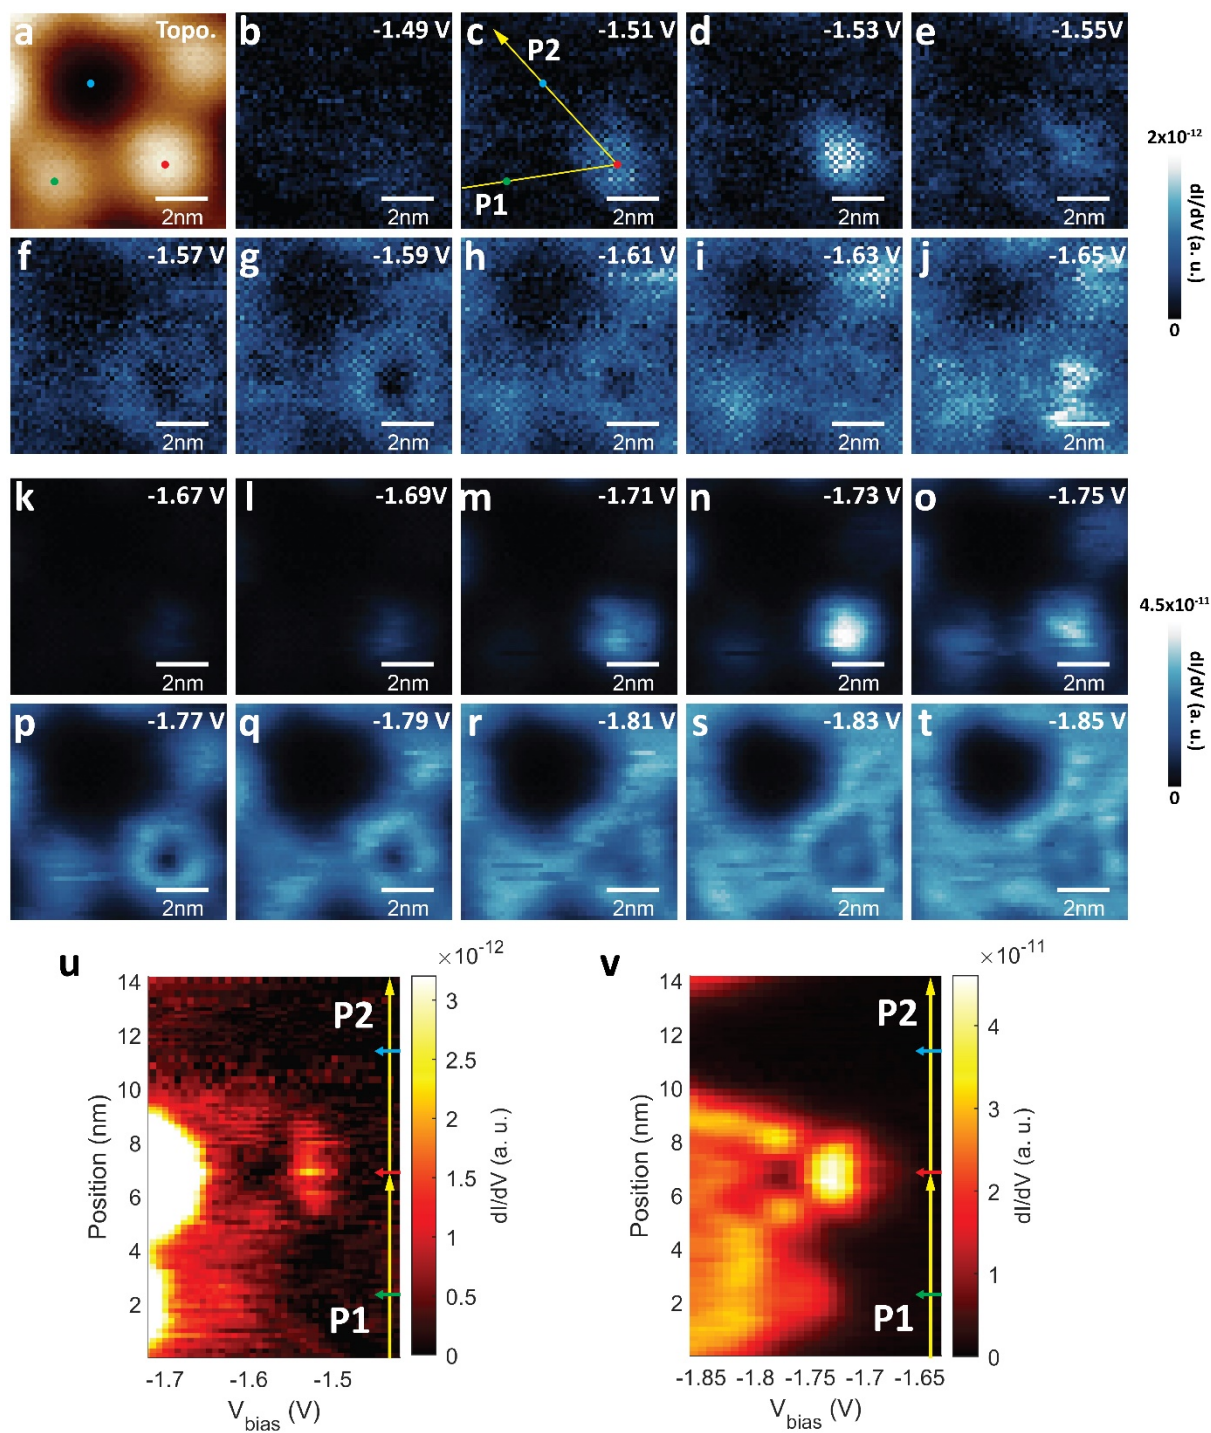 a Topo. b -1.49 V c -1.51 V d -1.53 V e -1.55V
P2
P1
2nm 2nm 2nm 2nm 2nm
2x10⁻¹²
dI/dV (a. u.)
0
f -1.57 V g -1.59 V h -1.61 V i -1.63 V j -1.65 V
2nm 2nm 2nm 2nm 2nm
k -1.67 V l -1.69V m -1.71 V n -1.73 V o -1.75 V
2nm 2nm 2nm 2nm 2nm
4.5x10⁻¹¹
dI/dV (a. u.)
0
p -1.77 V q -1.79 V r -1.81 V s -1.83 V t -1.85 V
2nm 2nm 2nm 2nm 2nm
u
×10⁻¹²
14
12
10
8
6
4
2
Position (nm)
P2
P1
-1.7 -1.6 -1.5
V_bias (V)
3
2.5
2
1.5
1
0.5
0
dI/dV (a. u.)
v
×10⁻¹¹
14
12
10
8
6
4
2
Position (nm)
P2
P1
-1.85 -1.8 -1.75 -1.7 -1.65
V_bias (V)
4
3
2
1
0
dI/dV (a. u.)